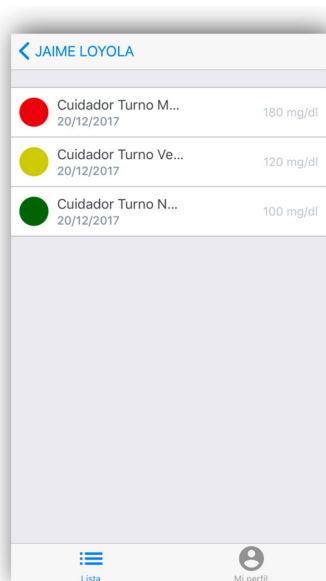 JAIME LOYOLA
Cuidador Turno M...
20/12/2017
180 mg/dl
Cuidador Turno Ve...
20/12/2017
120 mg/dl
Cuidador Turno N...
20/12/2017
100 mg/dl
Lista
Mi perfil